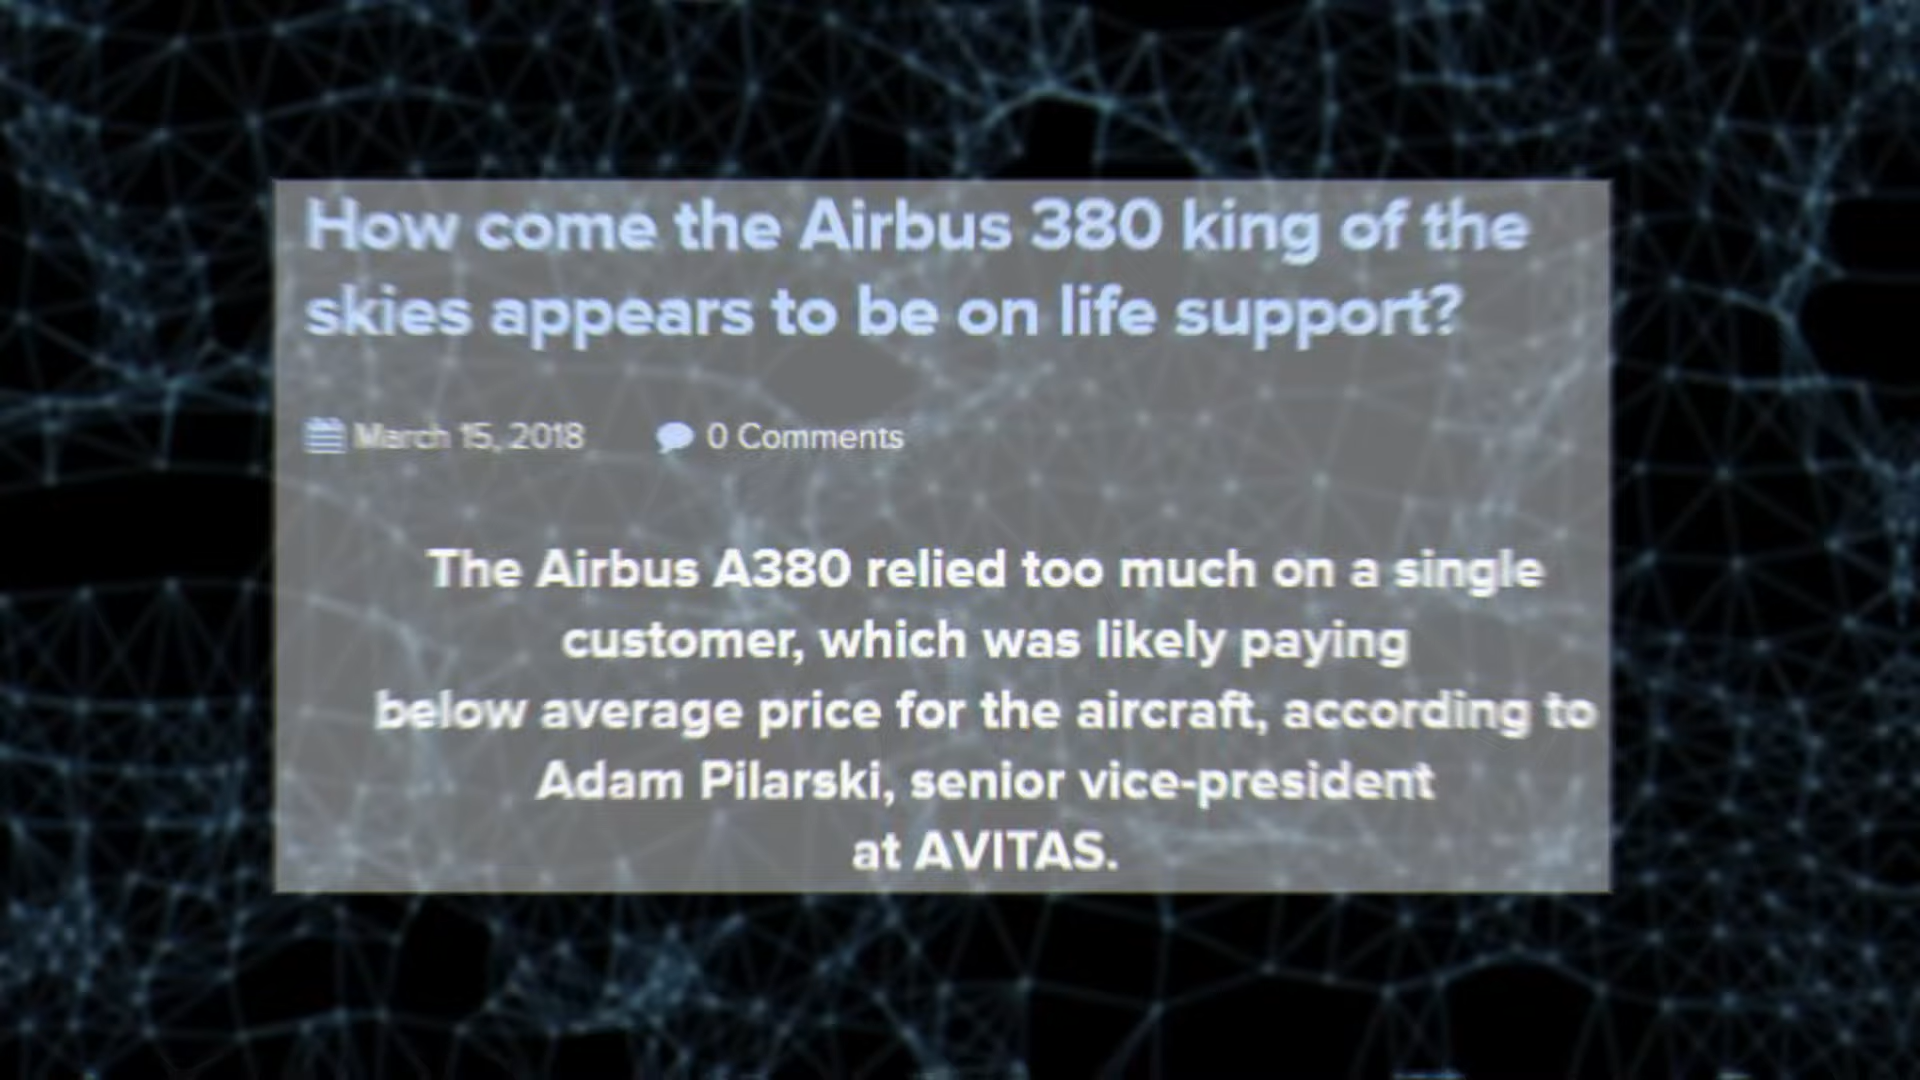 How come the Airbus 380 king of the
skies appears to be on life support?
March 15, 2018 0 Comments
The Airbus A380 relied too much on a single
customer, which was likely paying
below average price for the aircraft, according to
Adam Pilarski, senior vice-president
at AVITAS.